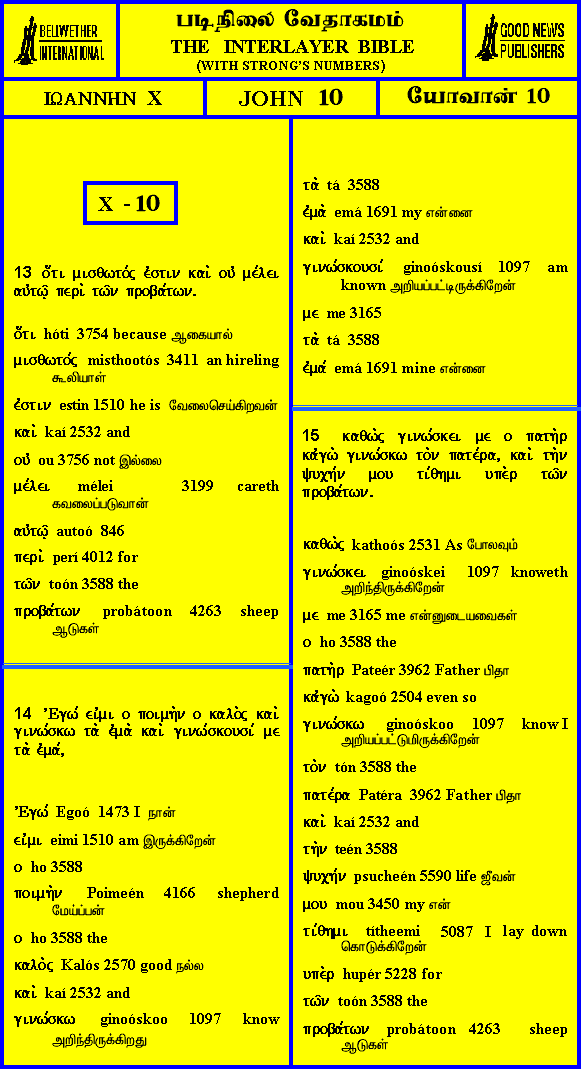 BELLWETHER
INTERNATIONAL
படிநிலை வேதாகமம்
THE INTERLAYER BIBLE
(WITH STRONG'S NUMBERS)
GOOD NEWS
PUBLISHERS
ΙΩΑΝΝΗΝ X
JOHN 10
யோவான் 10
X - 10
13 ὅτι μισθωτός ἐστιν καὶ οὐ μέλει
αὐτῷ περὶ τῶν προβάτων.
ὅτι hóti 3754 because ஆகையால்
μισθωτός misthootós 3411 an hireling
கூலியாள்
ἐστιν estin 1510 he is வேலைசெய்கிறவன்
καὶ kaí 2532 and
οὐ ou 3756 not இல்லை
μέλει mélei 3199 careth
கவலைப்படுவான்
αὐτῷ autoó 846
περὶ perí 4012 for
τῶν toón 3588 the
προβάτων probátoon 4263 sheep
ஆடுகள்
14 Ἐγώ εἰμι ο ποιμὴν ο καλὸς καὶ
γινώσκω τὰ ἐμὰ καὶ γινώσκουσί με
τὰ ἐμά,
Ἐγώ Egoó 1473 I நான்
εἰμι eimi 1510 am இருக்கிறேன்
ο ho 3588
ποιμὴν Poimeén 4166 shepherd
மேய்ப்பன்
ο ho 3588 the
καλὸς Kalós 2570 good நல்ல
καὶ kaí 2532 and
γινώσκω ginoóskoo 1097 know
அறிந்திருக்கிறது
τὰ tá 3588
ἐμὰ emá 1691 my என்னை
καὶ kaí 2532 and
γινώσκουσί ginoóskousí 1097 am
known அறியப்பட்டிருக்கிறேன்
με me 3165
τὰ tá 3588
ἐμά emá 1691 mine என்னை
15 καθὼς γινώσκει με ο πατὴρ
κἀγὼ γινώσκω τὸν πατέρα, καὶ τὴν
ψυχήν μου τίθημι υπὲρ τῶν
προβάτων.
καθὼς kathoós 2531 As போலவும்
γινώσκει ginoóskei 1097 knoweth
அறிந்திருக்கிறேன்
με me 3165 me என்னுடையவைகள்
ο ho 3588 the
πατὴρ Pateér 3962 Father பிதா
κἀγὼ kagoó 2504 even so
γινώσκω ginoóskoo 1097 know I
அறியப்பட்டுமிருக்கிறேன்
τὸν tón 3588 the
πατέρα Patéra 3962 Father பிதா
καὶ kaí 2532 and
τὴν teén 3588
ψυχήν psucheén 5590 life ஜீவன்
μου mou 3450 my என்
τίθημι títheemi 5087 I lay down
கொடுக்கிறேன்
υπὲρ hupér 5228 for
τῶν toón 3588 the
προβάτων probátoon 4263 sheep
ஆடுகள்